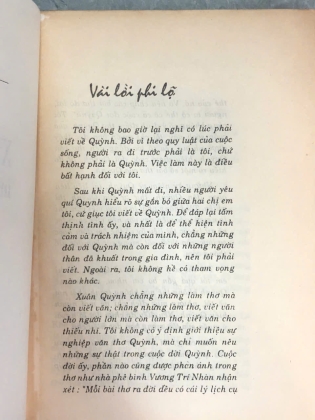 Vài lời phi lộ
Tôi không bao giờ lại nghĩ có lúc phải
viết về Quỳnh. Bởi vì theo quy luật của cuộc
sống, người ra đi trước phải là tôi, chứ
không phải là Quỳnh. Việc làm này là điều
bất hạnh đối với tôi.
Sau khi Quỳnh mất đi, nhiều người yêu
quí Quỳnh hiểu rõ sự gắn bó giữa hai chị em
tôi, cứ giục tôi viết về Quỳnh. Để đáp lại tấm
thịnh tình ấy, và nhất là để thể hiện tình
cảm và trách nhiệm của mình, chẳng những
đối với Quỳnh mà còn đối với những người
thân đã khuất trong gia đình, nên tôi phải
viết. Ngoài ra, tôi không hề có tham vọng
nào khác.
Xuân Quỳnh chẳng những làm thơ mà
còn viết văn; chẳng những làm thơ, viết văn
cho người lớn mà còn làm thơ, viết văn cho
thiếu nhi. Tôi không có ý định giới thiệu sự
nghiệp văn thơ Quỳnh, mà chỉ muốn nêu
những sự thật trong cuộc đời Quỳnh. Cuộc
đời ấy, phần nào cũng được phản ánh trong
thơ như nhà phê bình Vương Trí Nhàn nhận
xét : "Mỗi bài thơ ra đời đều có cái lý lịch cụ